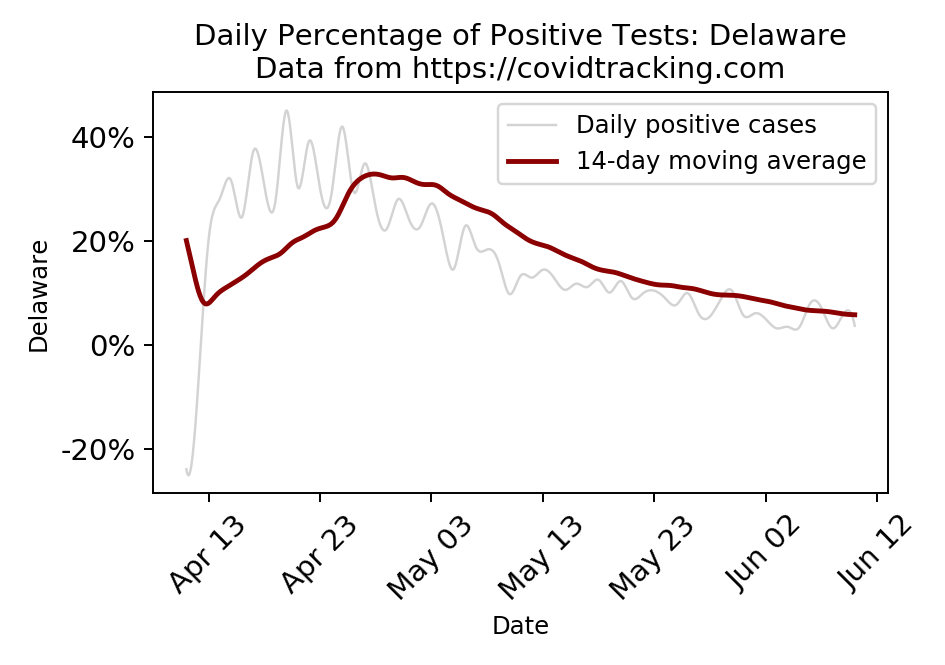 Daily Percentage of Positive Tests: Delaware
Data from https://covidtracking.com
Daily positive cases
14-day moving average
40%
20%
0%
-20%
Delaware
Apr 13
Apr 23
May 03
May 13
May 23
Jun 02
Jun 12
Date